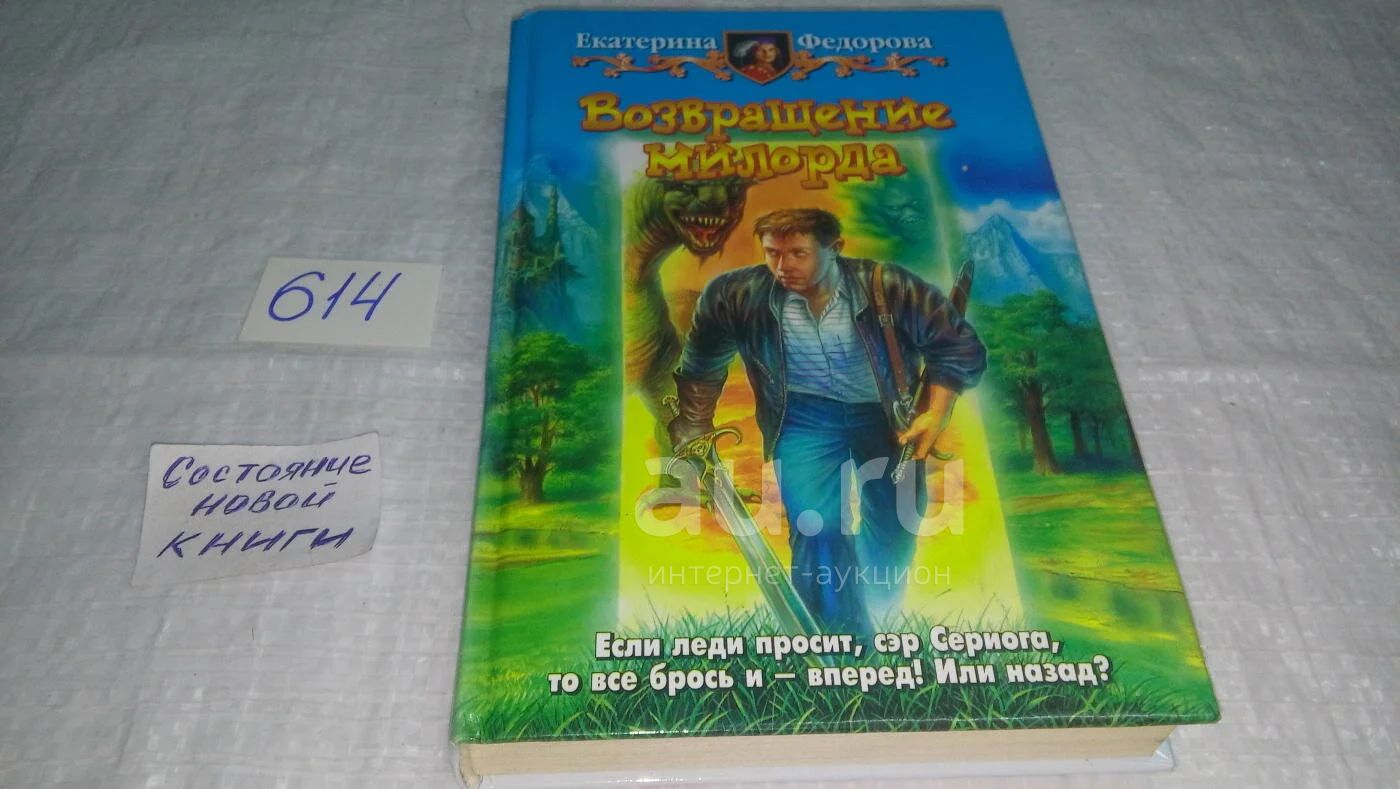 Екатерина Федорова
Возвращение
милорда
614
Состояние
новой
книги
au.ru
интернет-аукцион
Если леди просит, сэр Сериога,
то все брось и – вперед! Или назад?